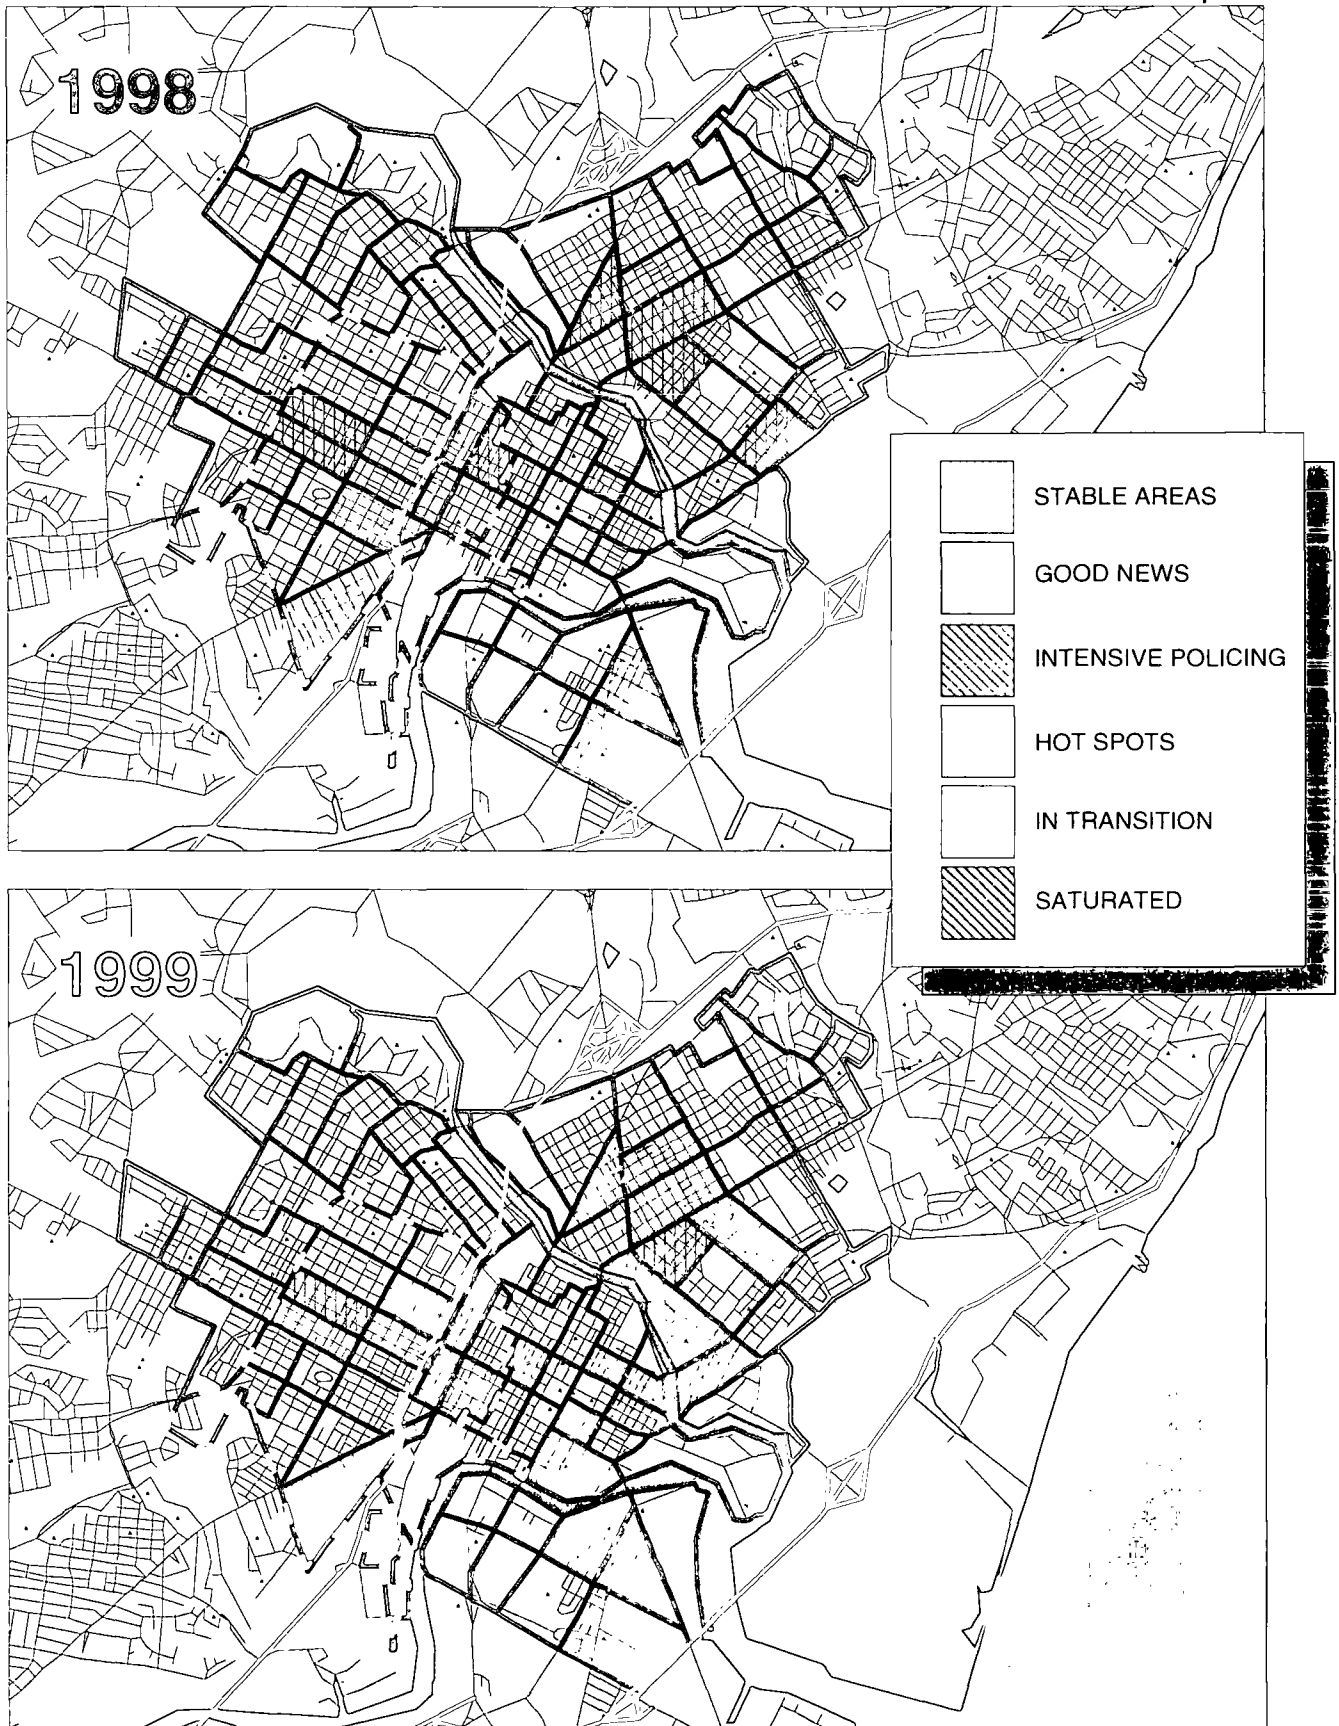 1998
STABLE AREAS
GOOD NEWS
INTENSIVE POLICING
HOT SPOTS
IN TRANSITION
SATURATED
1999